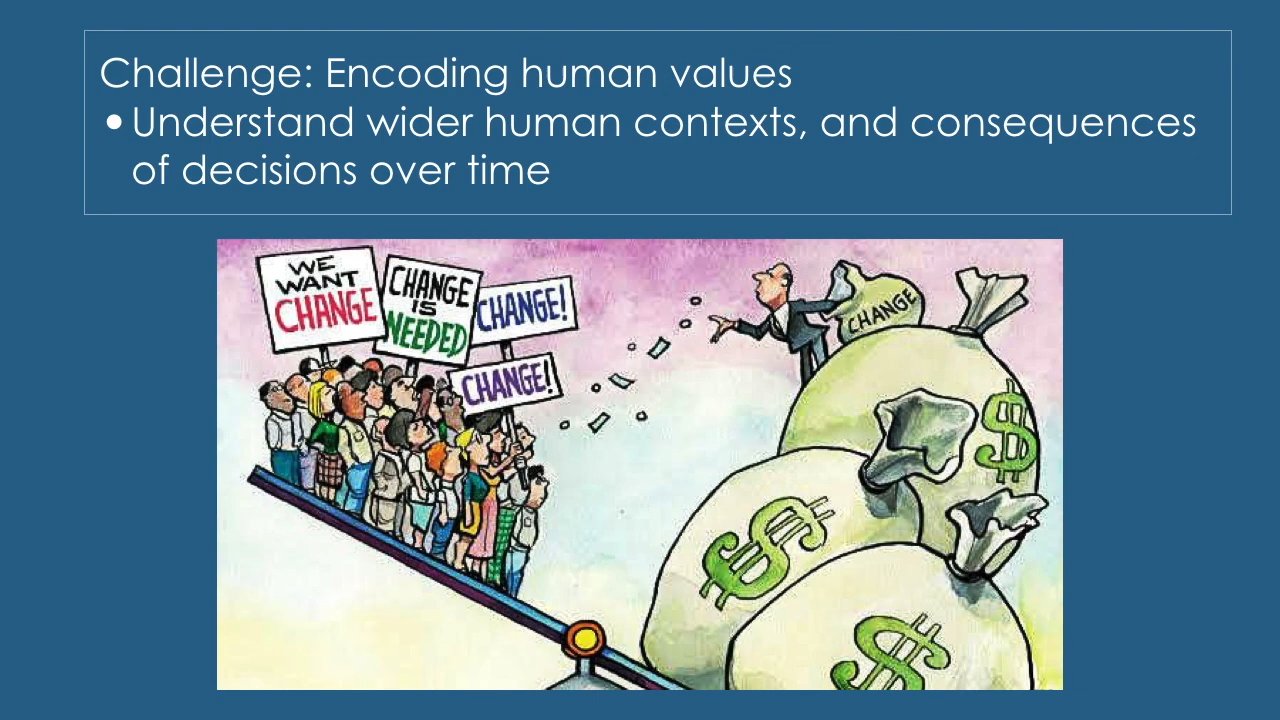 Challenge: Encoding human values
• Understand wider human contexts, and consequences
of decisions over time
WE
WANT
CHANGE
CHANGE
IS
NEEDED
CHANGE!
CHANGE!
CHANGE
$
$
$